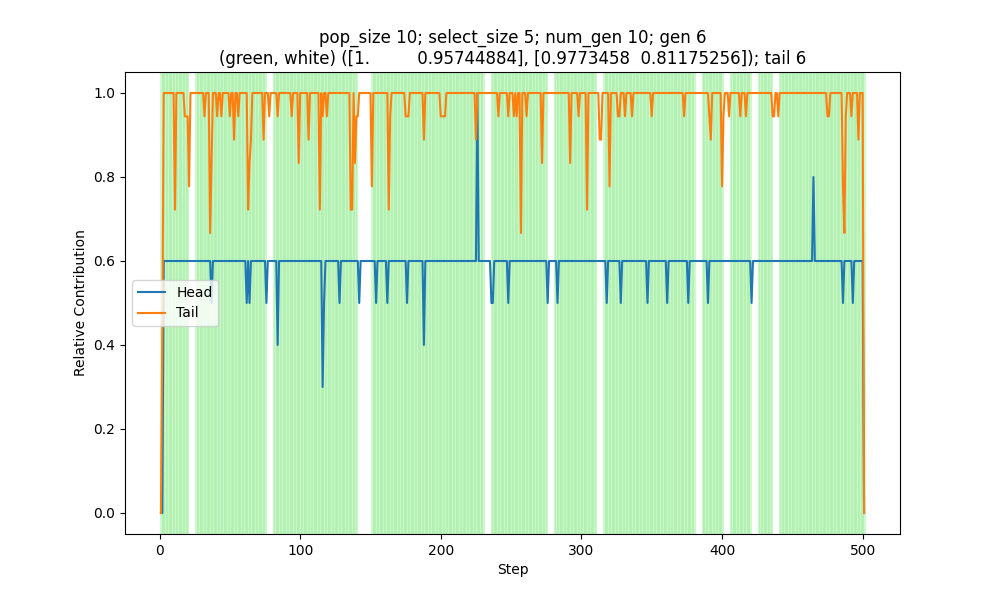 pop_size 10; select_size 5; num_gen 10; gen 6
(green, white) ([1.         0.95744884], [0.9773458  0.81175256]); tail 6
1.0
0.8
0.6
0.4
0.2
0.0
Relative Contribution
Head
Tail
0
100
200
300
400
500
Step